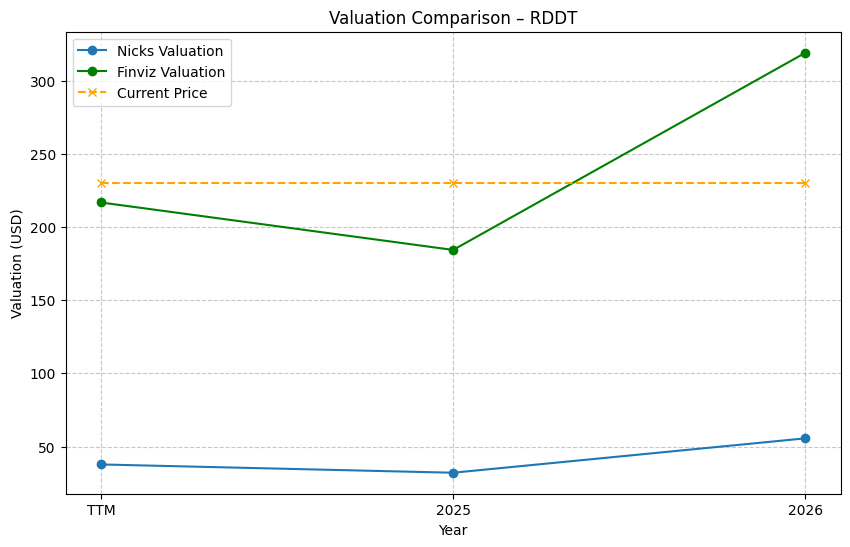 Valuation Comparison – RDDT
Nicks Valuation
Finviz Valuation
Current Price
Valuation (USD)
300
250
200
150
100
50
TTM
2025
2026
Year